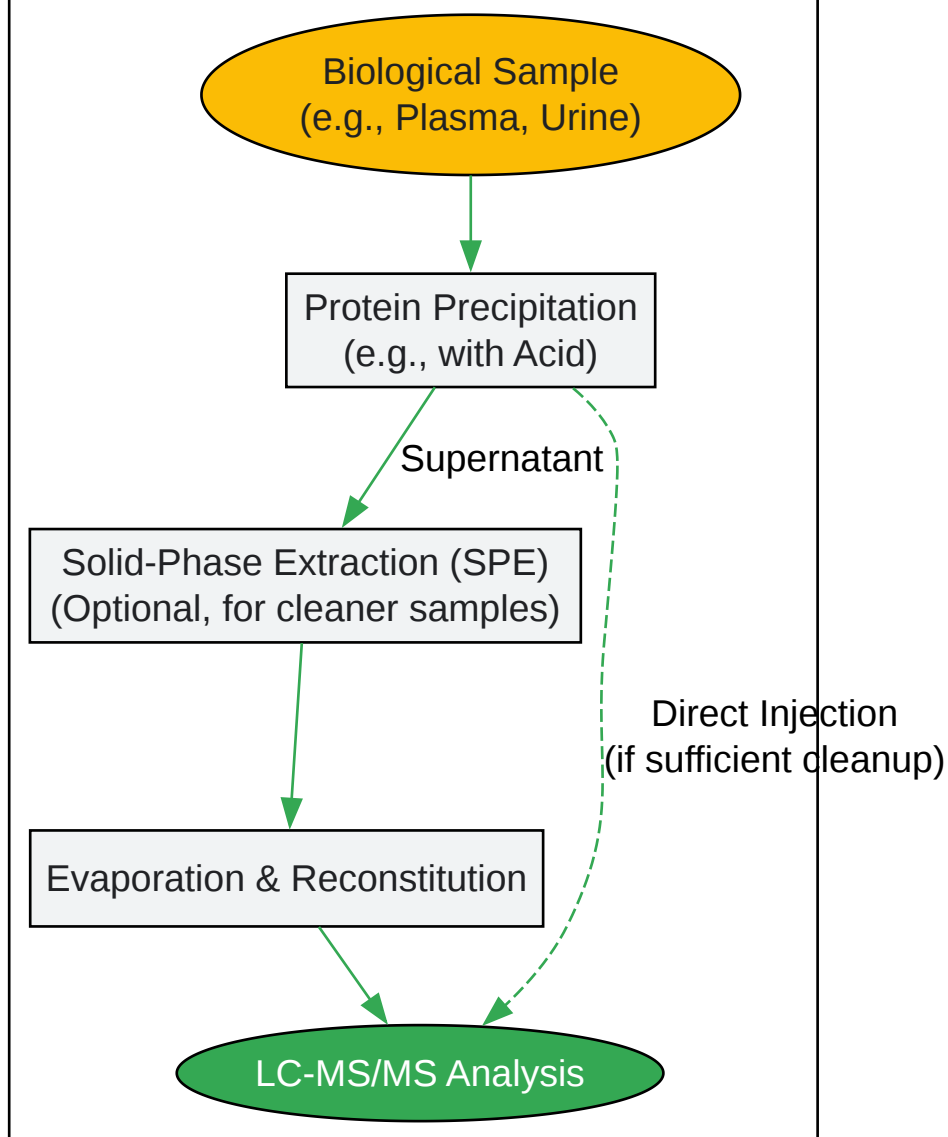 Biological Sample
(e.g., Plasma, Urine)
Protein Precipitation
(e.g., with Acid)
Supernatant
Solid-Phase Extraction (SPE)
(Optional, for cleaner samples)
Direct Injection
(if sufficient cleanup)
Evaporation & Reconstitution
LC-MS/MS Analysis